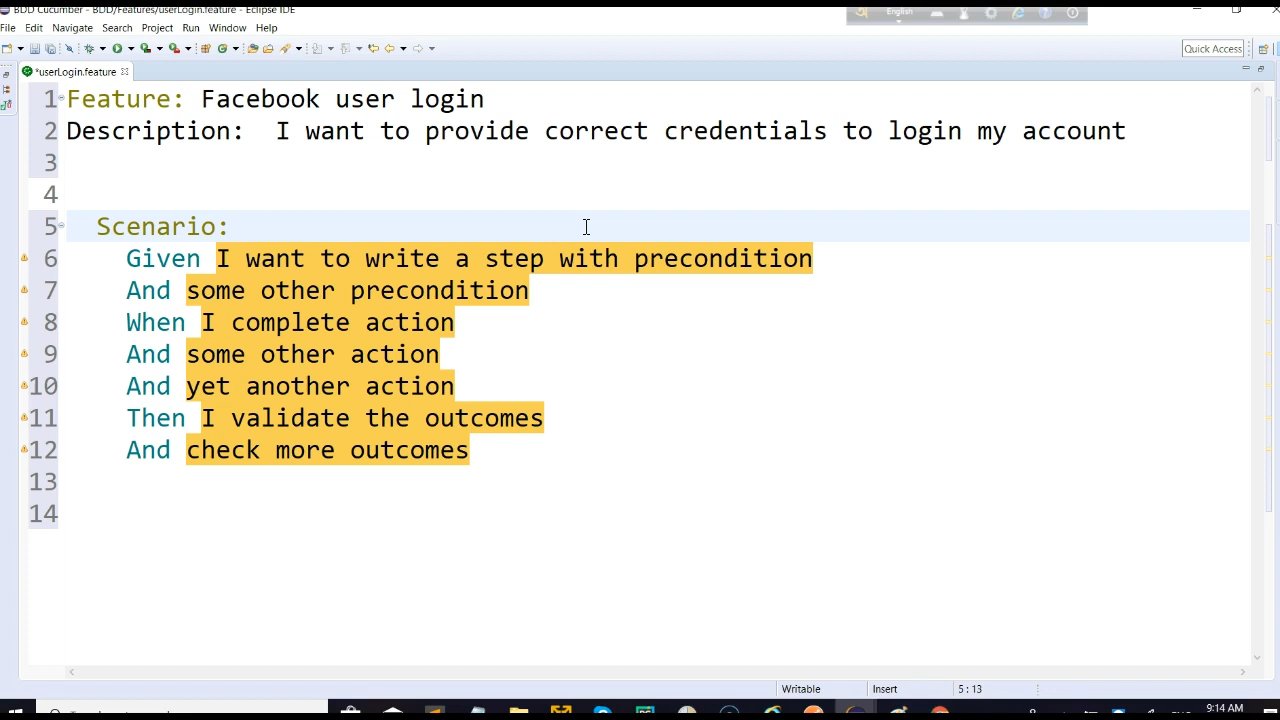 BDD Cucumber - BDD/Features/userLogin.feature - Eclipse IDE
English
File Edit Navigate Search Project Run Window Help
Quick Access
*userLogin.feature
1 Feature: Facebook user login
2 Description:  I want to provide correct credentials to login my account
3
4
5 Scenario:
6 Given I want to write a step with precondition
7 And some other precondition
8 When I complete action
9 And some other action
10 And yet another action
11 Then I validate the outcomes
12 And check more outcomes
13
14
Writable Insert 5 : 13
9:14 AM